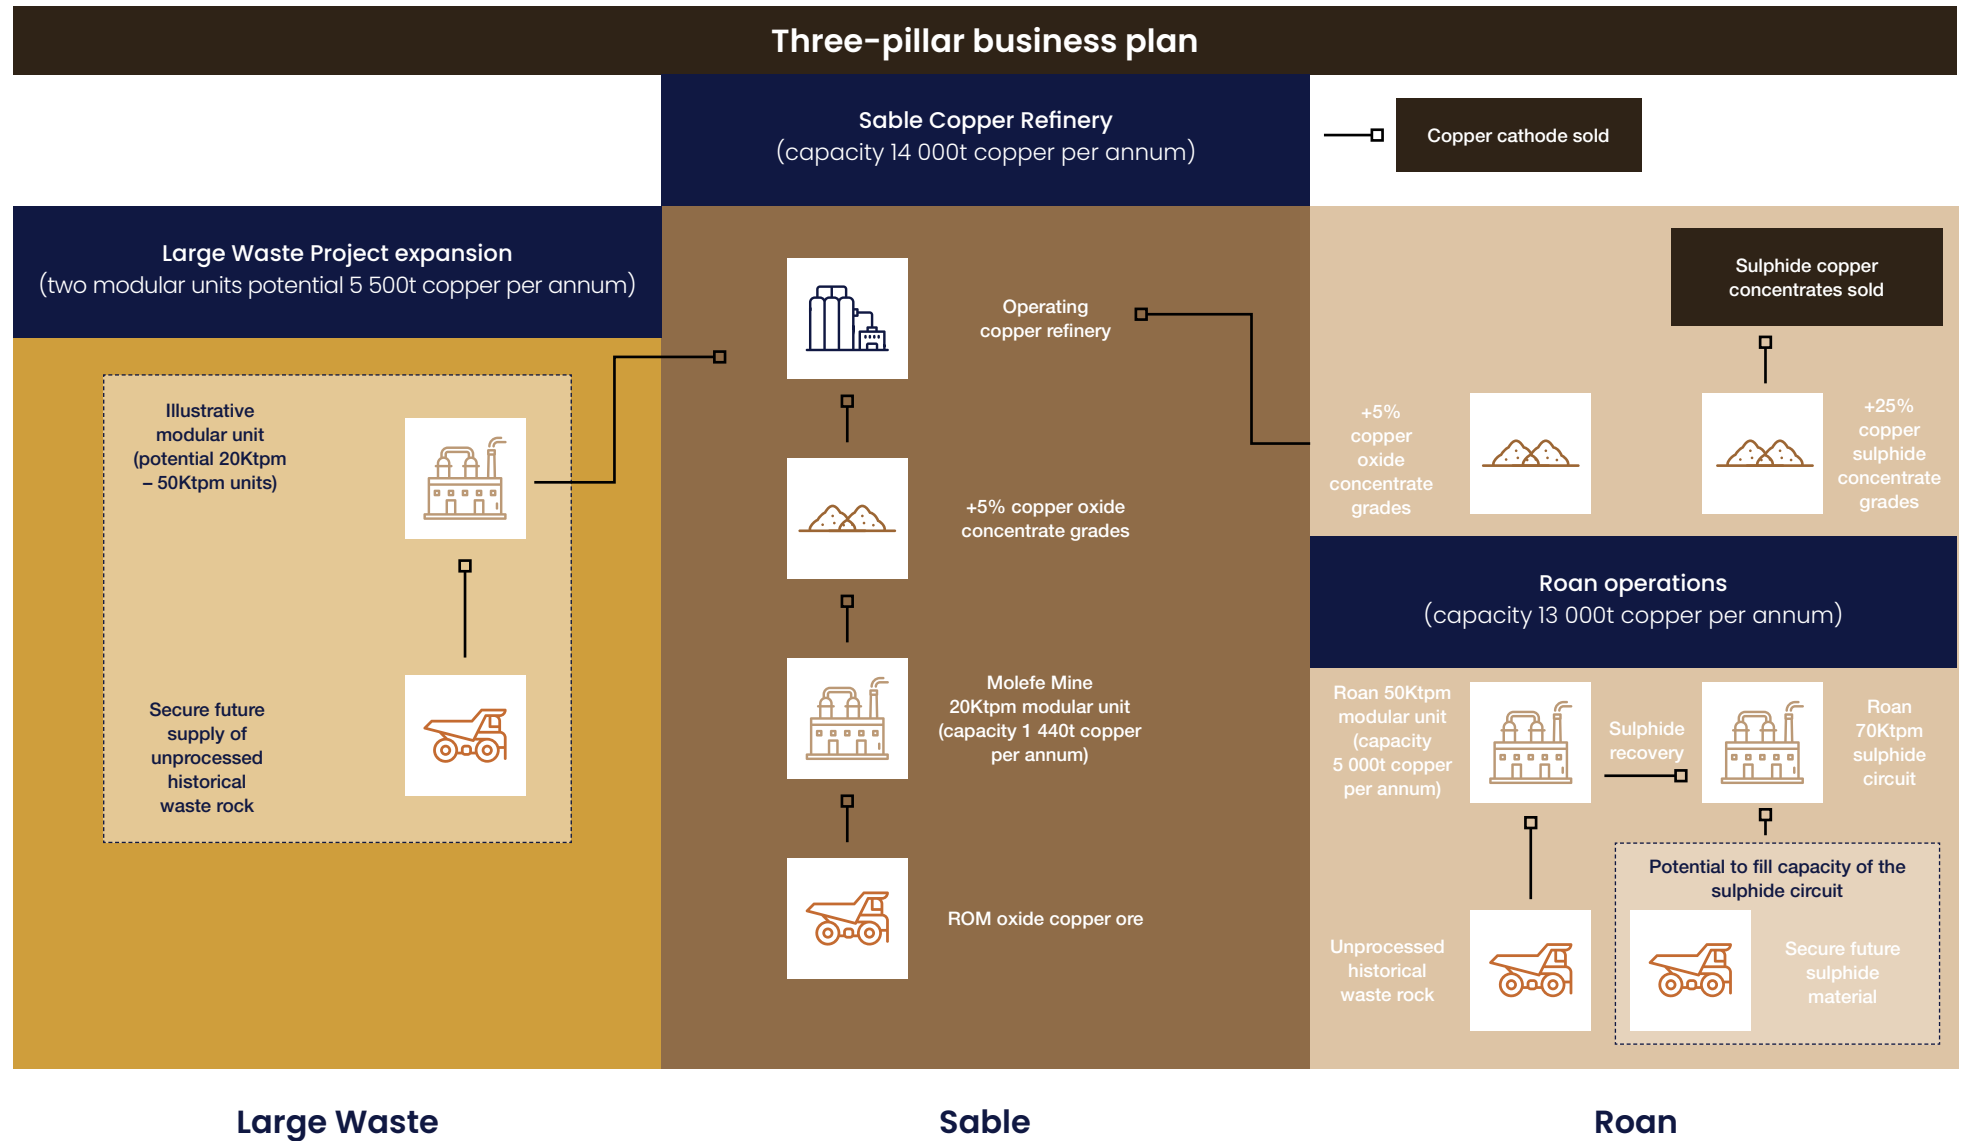 Three-pillar business plan
Sable Copper Refinery
(capacity 14 000t copper per annum)
Copper cathode sold
Large Waste Project expansion
(two modular units potential 5 500t copper per annum)
Illustrative
modular unit
(potential 20Ktpm
– 50Ktpm units)
Secure future
supply of
unprocessed
historical
waste rock
Operating
copper refinery
+5% copper oxide
concentrate grades
Molefe Mine
20Ktpm modular unit
(capacity 1 440t copper
per annum)
ROM oxide copper ore
Sulphide copper
concentrates sold
+5%
copper
oxide
concentrate
grades
+25%
copper
sulphide
concentrate
grades
Roan operations
(capacity 13 000t copper per annum)
Roan 50Ktpm
modular unit
(capacity
5 000t copper
per annum)
Sulphide
recovery
Roan
70Ktpm
sulphide
circuit
Unprocessed
historical
waste rock
Potential to fill capacity of the
sulphide circuit
Secure future
sulphide
material
Large Waste
Sable
Roan